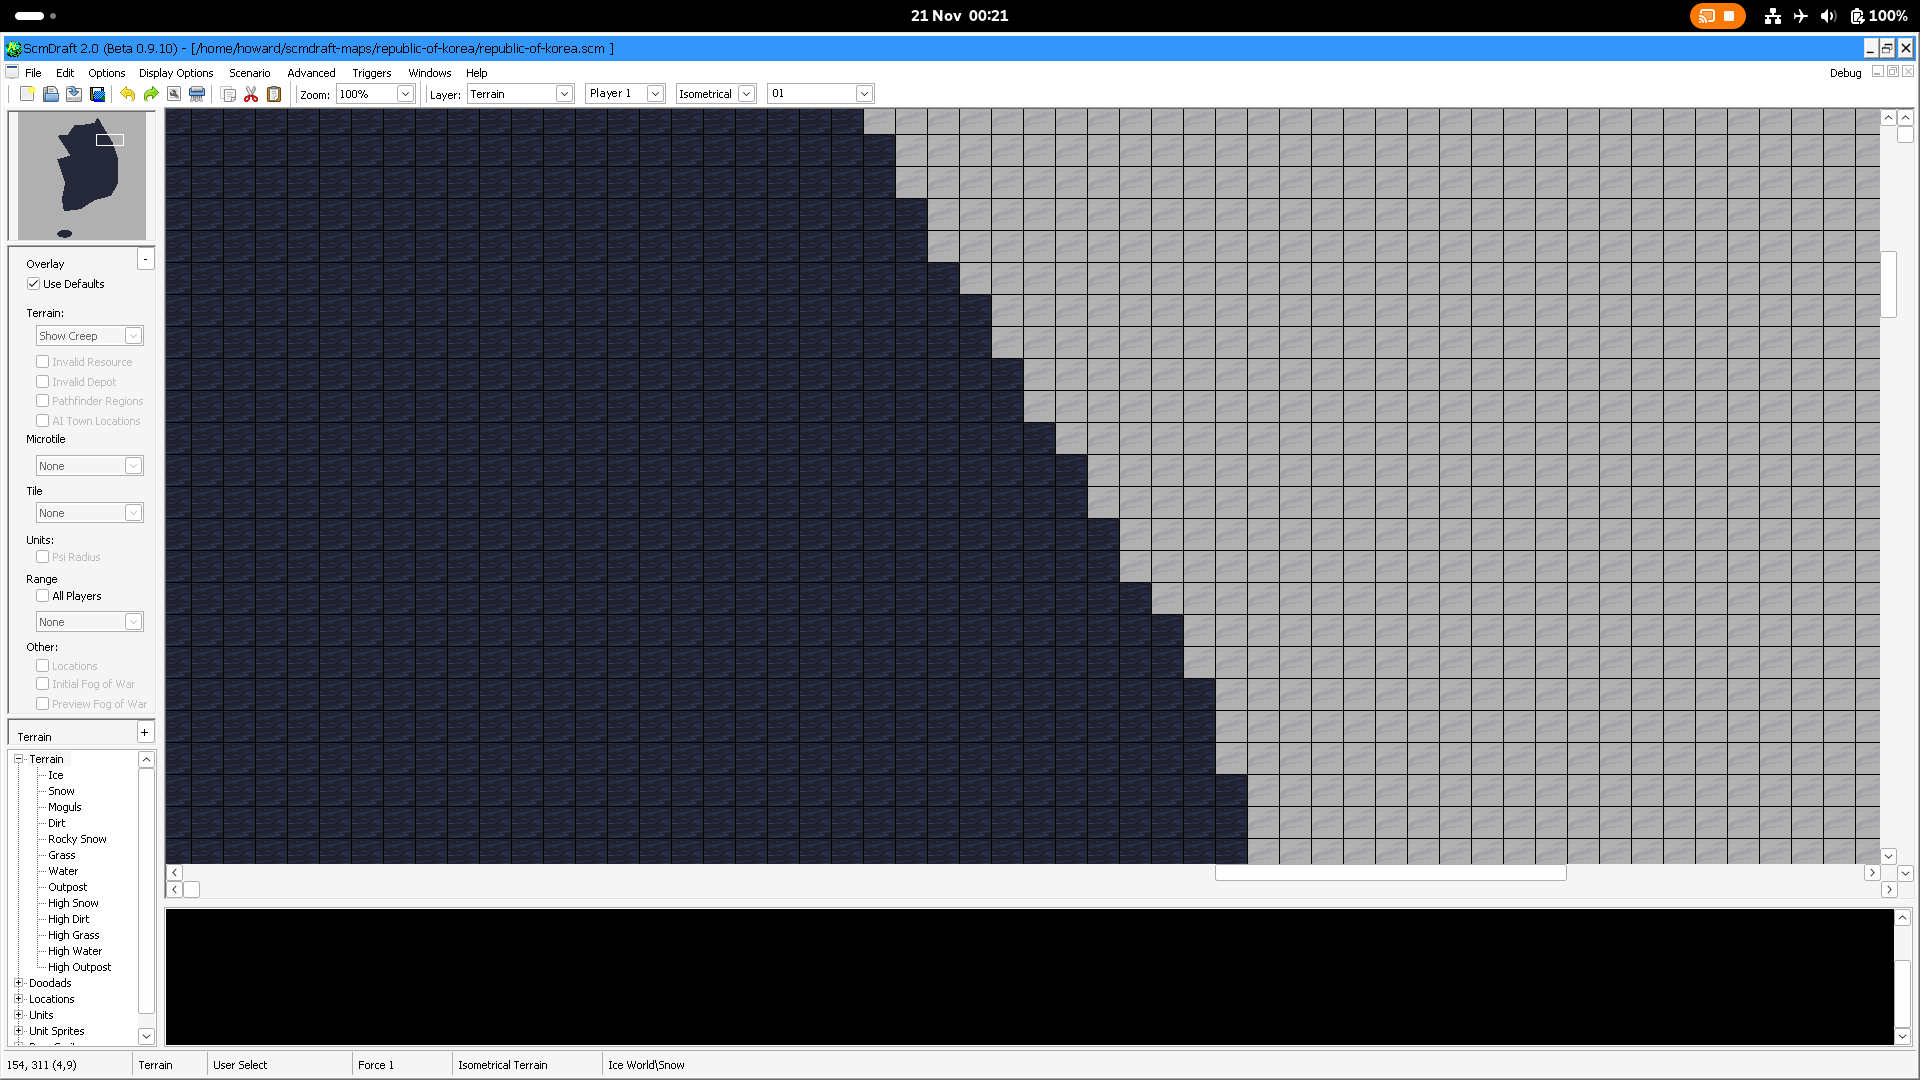 21 Nov 00:21
100%
ScmDraft 2.0 (Beta 0.9.10) - [/home/howard/scmdraft-maps/republic-of-korea/republic-of-korea.scm ]
File Edit Options Display Options Scenario Advanced Triggers Windows Help
Debug
Zoom: 100% Layer: Terrain Player 1 Isometrical 01
Overlay
-
Use Defaults
Terrain:
Show Creep
Invalid Resource
Invalid Depot
Pathfinder Regions
AI Town Locations
Microtile
None
Tile
None
Units:
Psi Radius
Range
All Players
None
Other:
Locations
Initial Fog of War
Preview Fog of War
Terrain
+
Terrain
Ice
Snow
Moguls
Dirt
Rocky Snow
Grass
Water
Outpost
High Snow
High Dirt
High Grass
High Water
High Outpost
Doodads
Locations
Units
Unit Sprites
154, 311 (4,9) Terrain User Select Force 1 Isometrical Terrain Ice World\Snow